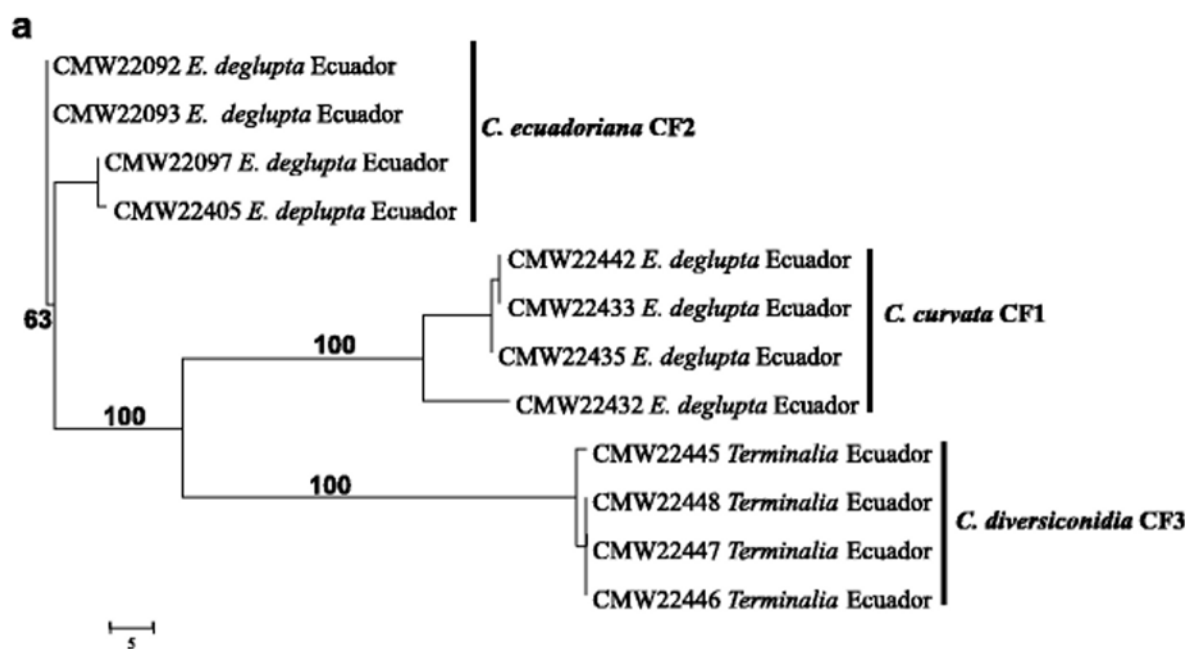 a
CMW22092 E. deglupta Ecuador
CMW22093 E. deglupta Ecuador
C. ecuadoriana CF2
CMW22097 E. deglupta Ecuador
CMW22405 E. deplupta Ecuador
CMW22442 E. deglupta Ecuador
CMW22433 E. deglupta Ecuador
C. curvata CF1
63
100
CMW22435 E. deglupta Ecuador
CMW22432 E. deglupta Ecuador
100
CMW22445 Terminalia Ecuador
100
CMW22448 Terminalia Ecuador
C. diversiconidia CF3
CMW22447 Terminalia Ecuador
CMW22446 Terminalia Ecuador
5